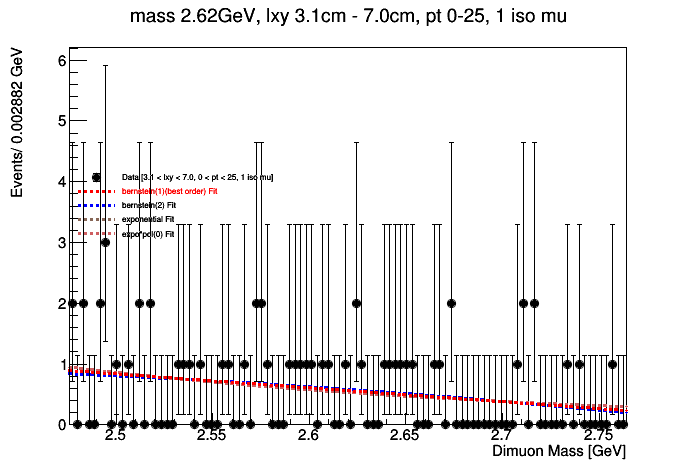 mass 2.62GeV, lxy 3.1cm - 7.0cm, pt 0-25, 1 iso mu
Events/ 0.002882 GeV
6
5
4
3
2
1
0
Data [3.1 < lxy < 7.0, 0 < pt < 25, 1 iso mu]
bernstein(1)(best order) Fit
bernstein(2) Fit
exponential Fit
expo*pol(0) Fit
2.5 2.55 2.6 2.65 2.7 2.75
Dimuon Mass [GeV]